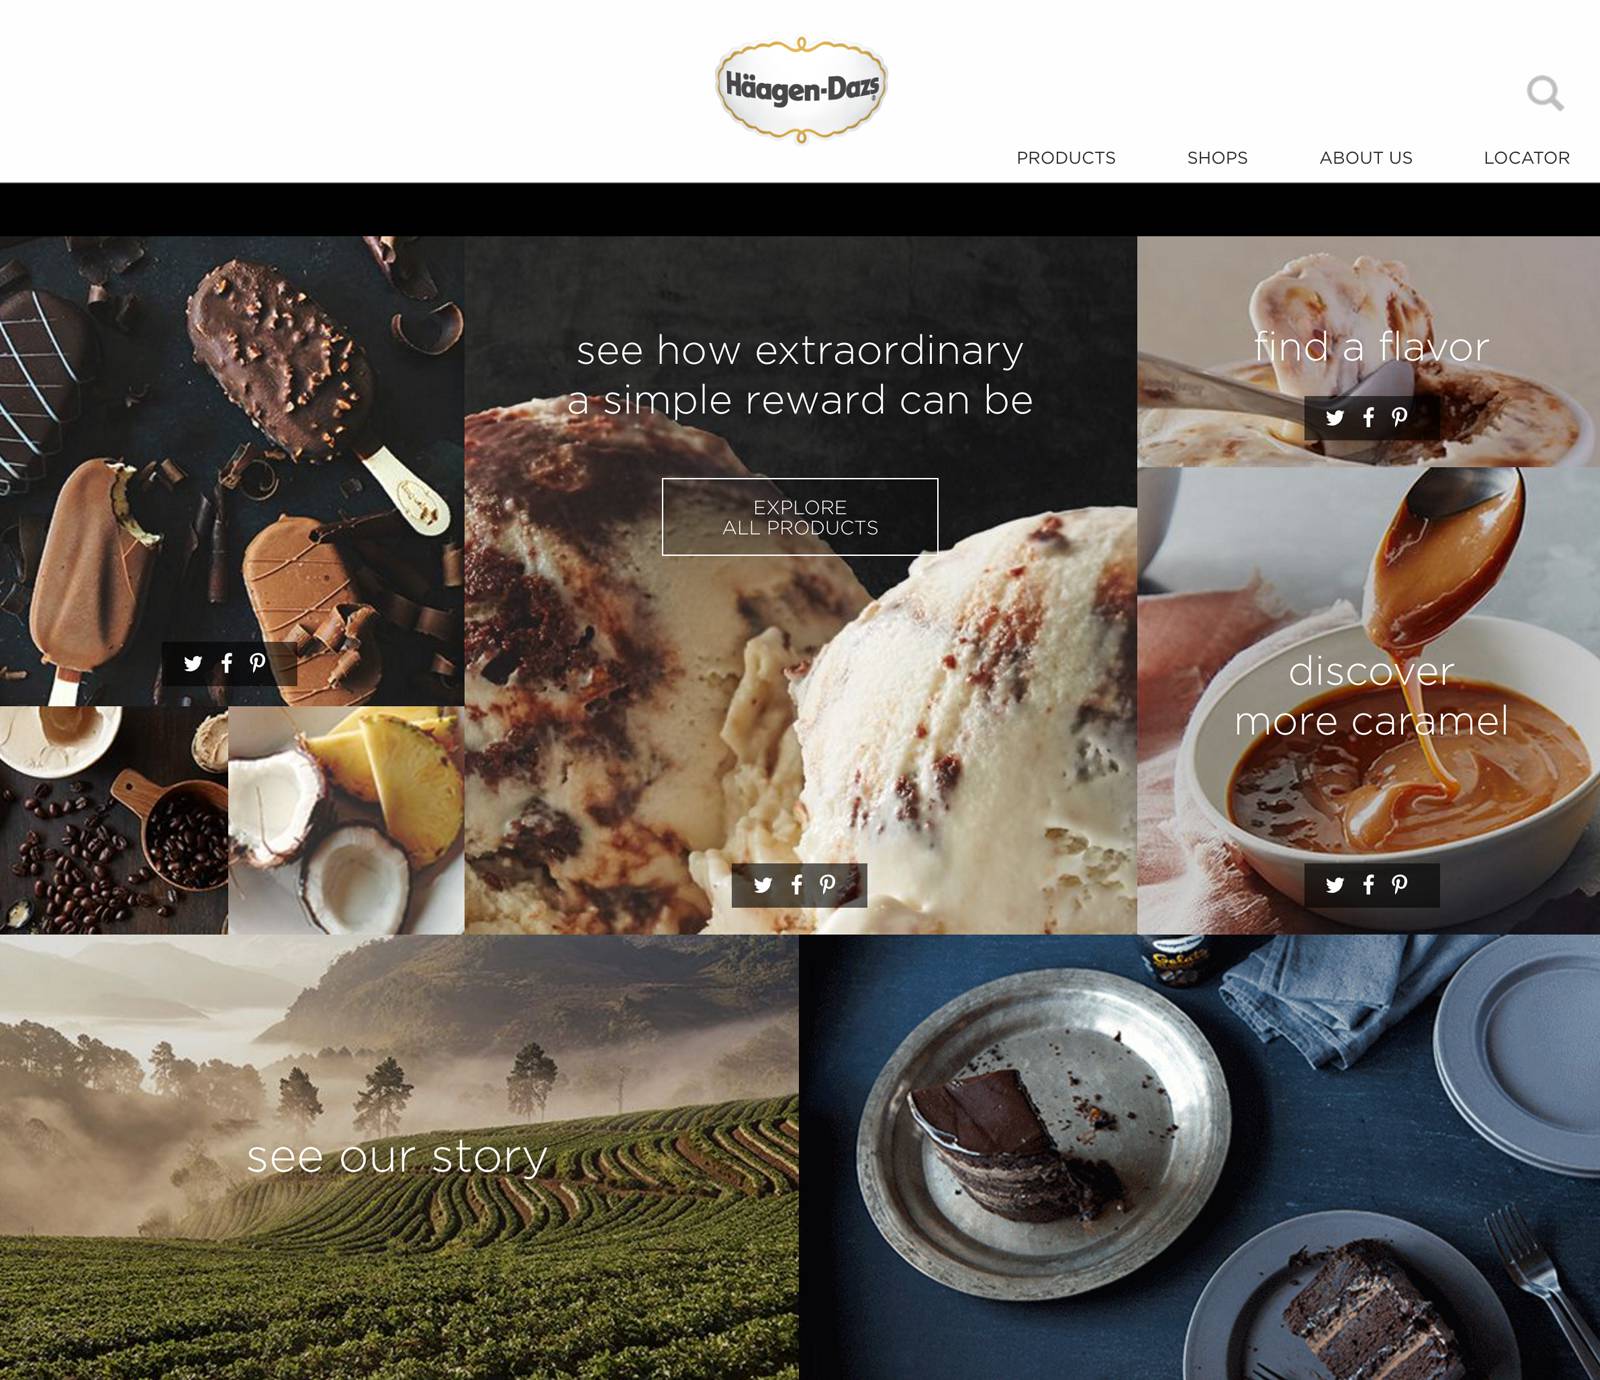 Häagen-Dazs
PRODUCTS
SHOPS
ABOUT US
LOCATOR
see how extraordinary
a simple reward can be
EXPLORE
ALL PRODUCTS
find a flavor
discover
more caramel
see our story
Gelato